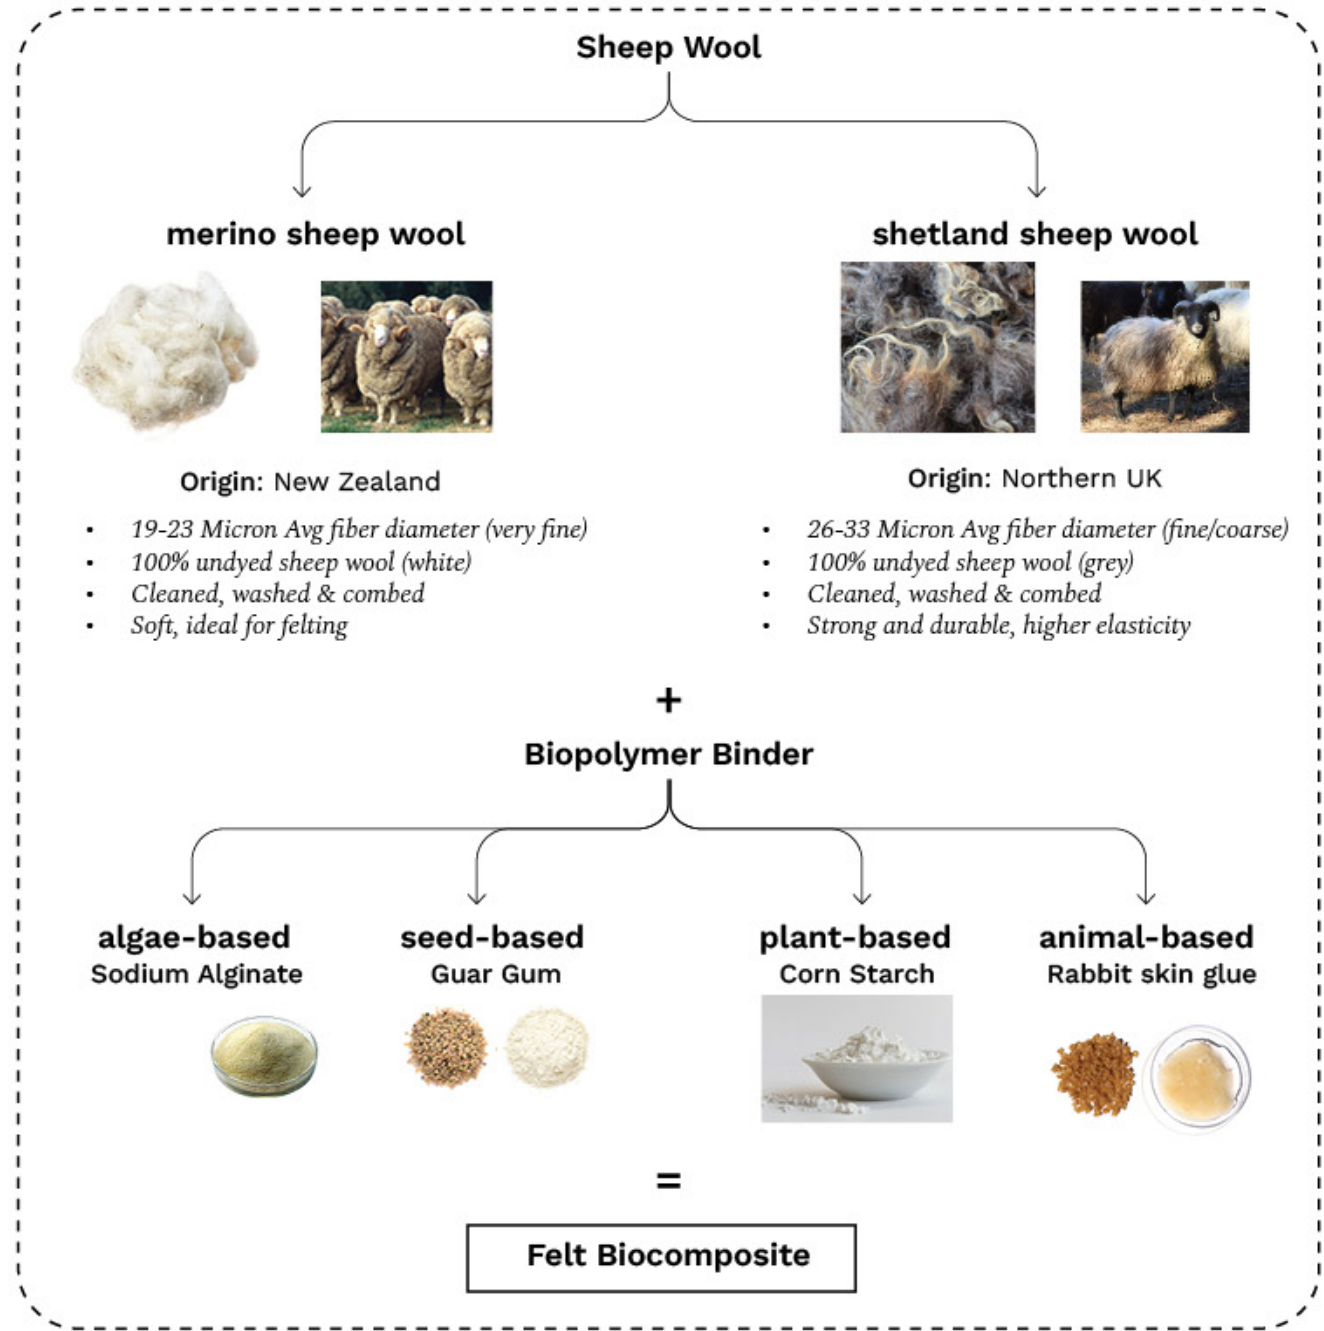 Sheep Wool
merino sheep wool
shetland sheep wool
Origin: New Zealand
• 19-23 Micron Avg fiber diameter (very fine)
• 100% undyed sheep wool (white)
• Cleaned, washed & combed
• Soft, ideal for felting
Origin: Northern UK
• 26-33 Micron Avg fiber diameter (fine/coarse)
• 100% undyed sheep wool (grey)
• Cleaned, washed & combed
• Strong and durable, higher elasticity
+
Biopolymer Binder
algae-based
Sodium Alginate
seed-based
Guar Gum
plant-based
Corn Starch
animal-based
Rabbit skin glue
=
Felt Biocomposite